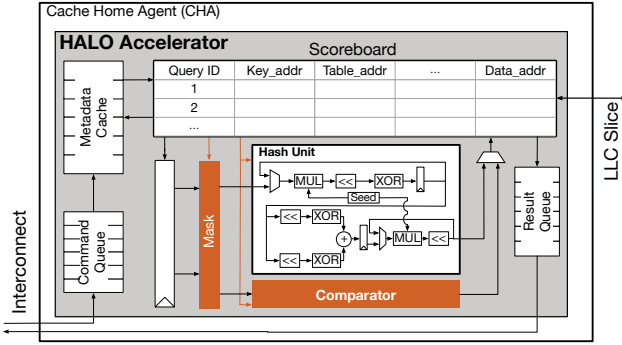 Cache Home Agent (CHA)
HALO Accelerator
Scoreboard
Query ID Key_addr Table_addr ... Data_addr
1
2
...
Metadata
Cache
Command
Queue
Interconnect
Mask
Hash Unit
MUL << XOR
Seed
<< XOR
+
MUL <<
<< XOR
Comparator
Result
Queue
LLC Slice